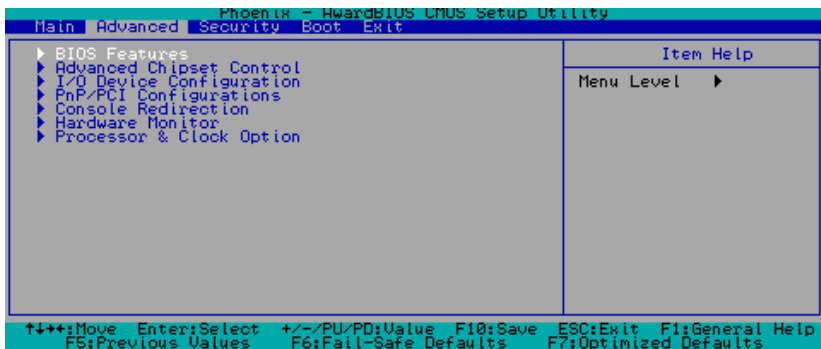 Phoenix - AwardBIOS CMOS Setup Utility
Main Advanced Security Boot Exit
BIOS Features
Advanced Chipset Control
I/O Device Configuration
PnP/PCI Configurations
Console Redirection
Hardware Monitor
Processor & Clock Option
Item Help
Menu Level ▶
↑↓→←:Move Enter:Select +/-/PU/PD:Value F10:Save ESC:Exit F1:General Help
F5:Previous Values F6:Fail-Safe Defaults F7:Optimized Defaults